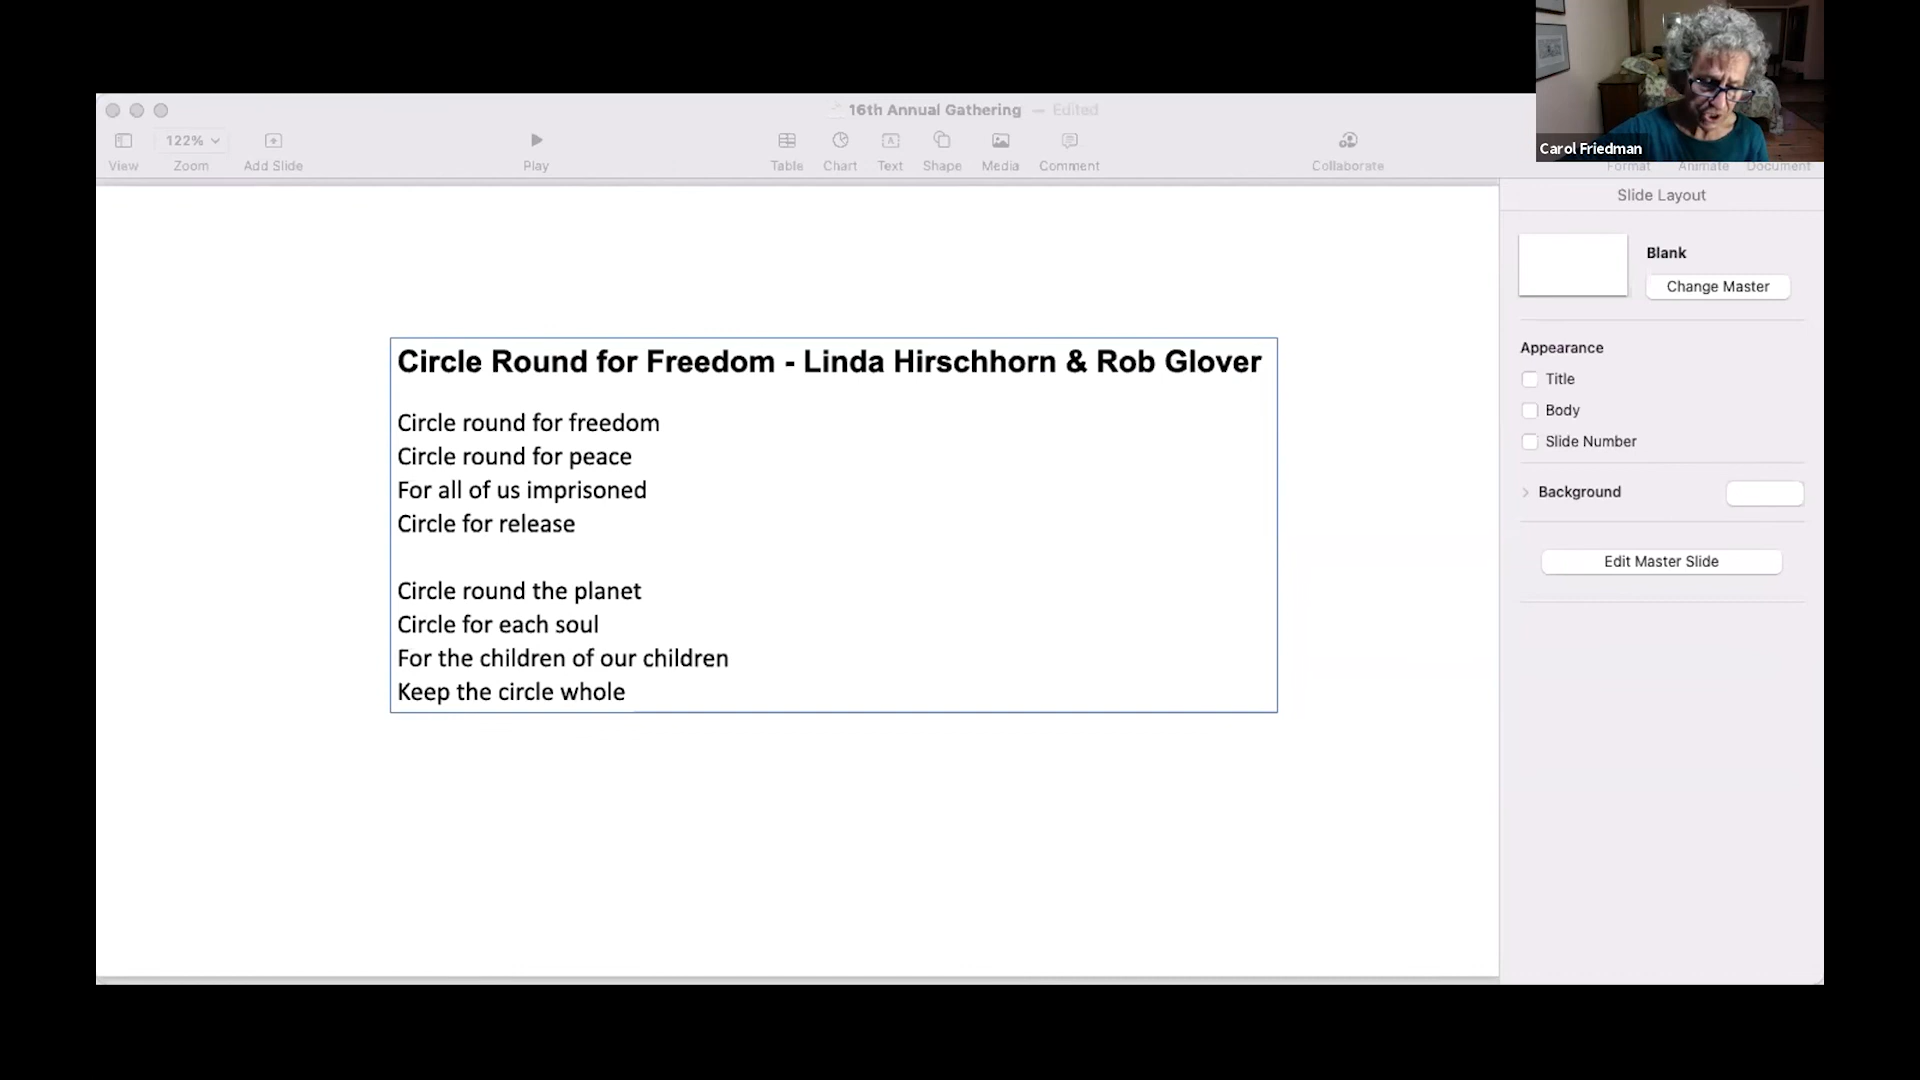 16th Annual Gathering — Edited
122%
View
Zoom
Add Slide
Play
Table
Chart
Text
Shape
Media
Comment
Collaborate
Format
Animate
Document
Carol Friedman
Slide Layout
Blank
Change Master
Appearance
Title
Body
Slide Number
Background
Edit Master Slide
Circle Round for Freedom - Linda Hirschhorn & Rob Glover
Circle round for freedom
Circle round for peace
For all of us imprisoned
Circle for release
Circle round the planet
Circle for each soul
For the children of our children
Keep the circle whole